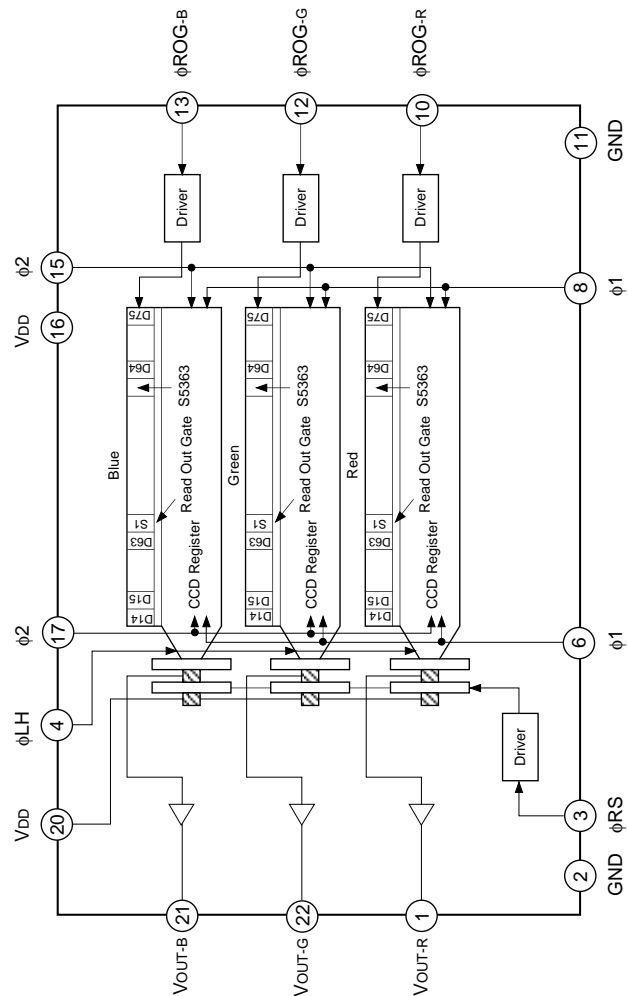 φROG-B
φROG-G
φROG-R
13
12
10
11
GND
Driver
Driver
Driver
φ2
15
VDD
16
8
φ1
D75
D64
S5363
Blue
Read Out Gate
S1
D63
CCD Register
D15
D14
D75
D64
S5363
Green
Read Out Gate
S1
D63
CCD Register
D15
D14
D75
D64
S5363
Red
Read Out Gate
S1
D63
CCD Register
D15
D14
φ2
17
6
φ1
φLH
4
Driver
VDD
20
3
φRS
2
GND
21
22
1
VOUT-B
VOUT-G
VOUT-R